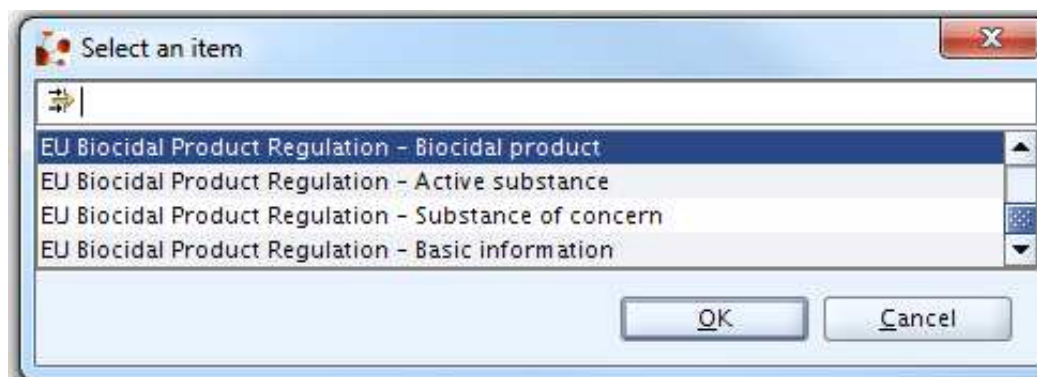 Select an item
EU Biocidal Product Regulation - Biocidal product
EU Biocidal Product Regulation - Active substance
EU Biocidal Product Regulation - Substance of concern
EU Biocidal Product Regulation - Basic information
OK
Cancel